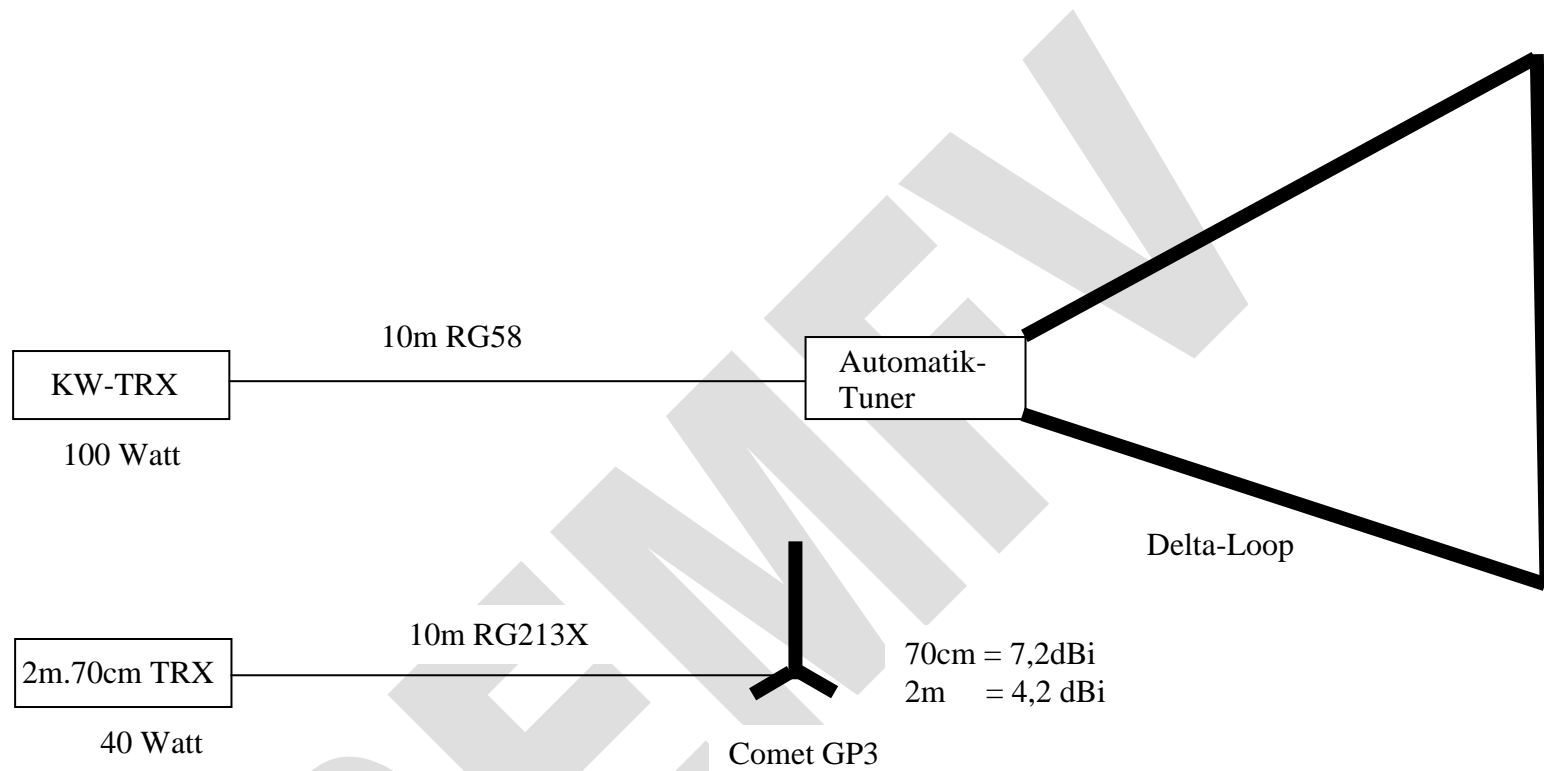 10m RG58
KW-TRX
Automatik-
Tuner
100 Watt
Delta-Loop
10m RG213X
2m.70cm TRX
70cm = 7,2dBi
2m = 4,2 dBi
40 Watt
Comet GP3